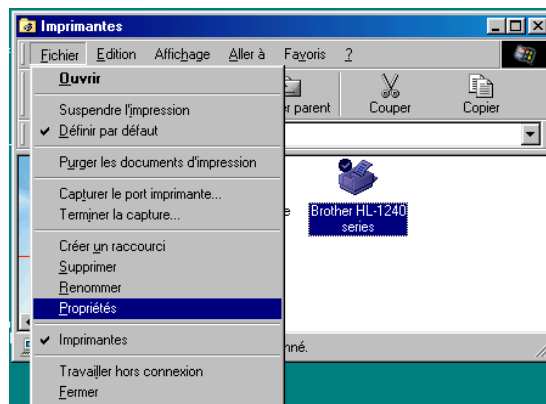 Imprimantes
Fichier Edition Affichage Aller à Favoris ?
Ouvrir
Suspendre l'impression
Définir par défaut
Purger les documents d'impression
Capturer le port imprimante...
Terminer la capture...
Créer un raccourci
Supprimer
Renommer
Propriétés
Imprimantes
Travailler hors connexion
Fermer
parent Couper Copier
Brother HL-1240
series